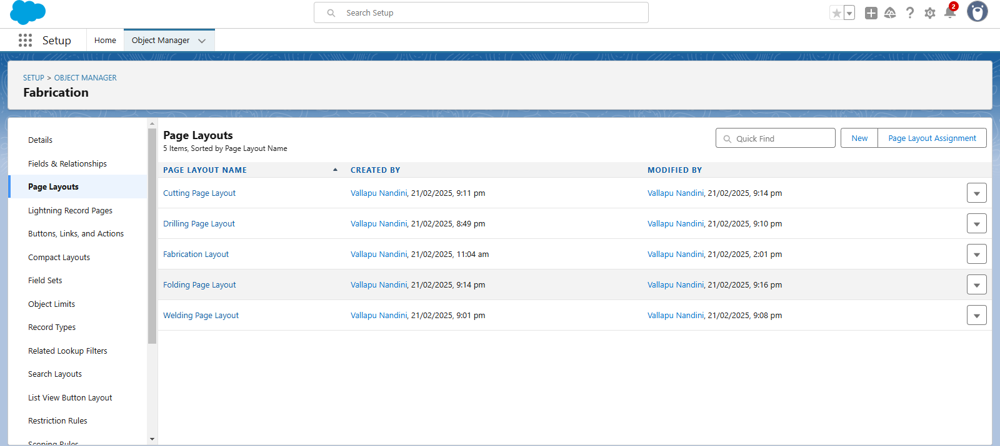 Search Setup
2
Setup
Home
Object Manager
SETUP > OBJECT MANAGER
Fabrication
Details
Fields & Relationships
Page Layouts
Lightning Record Pages
Buttons, Links, and Actions
Compact Layouts
Field Sets
Object Limits
Record Types
Related Lookup Filters
Search Layouts
List View Button Layout
Restriction Rules
Scoping Rules
Page Layouts
5 Items, Sorted by Page Layout Name
Quick Find
New
Page Layout Assignment
PAGE LAYOUT NAME CREATED BY MODIFIED BY
Cutting Page Layout Vallapu Nandini, 21/02/2025, 9:11 pm Vallapu Nandini, 21/02/2025, 9:14 pm
Drilling Page Layout Vallapu Nandini, 21/02/2025, 8:49 pm Vallapu Nandini, 21/02/2025, 9:10 pm
Fabrication Layout Vallapu Nandini, 21/02/2025, 11:04 am Vallapu Nandini, 21/02/2025, 2:01 pm
Folding Page Layout Vallapu Nandini, 21/02/2025, 9:14 pm Vallapu Nandini, 21/02/2025, 9:16 pm
Welding Page Layout Vallapu Nandini, 21/02/2025, 9:01 pm Vallapu Nandini, 21/02/2025, 9:08 pm